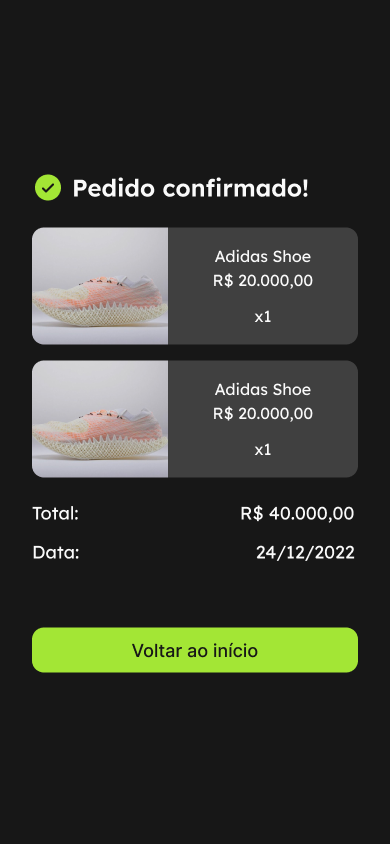 Pedido confirmado!
Adidas Shoe
R$ 20.000,00
x1
Adidas Shoe
R$ 20.000,00
x1
Total: R$ 40.000,00
Data: 24/12/2022
Voltar ao início